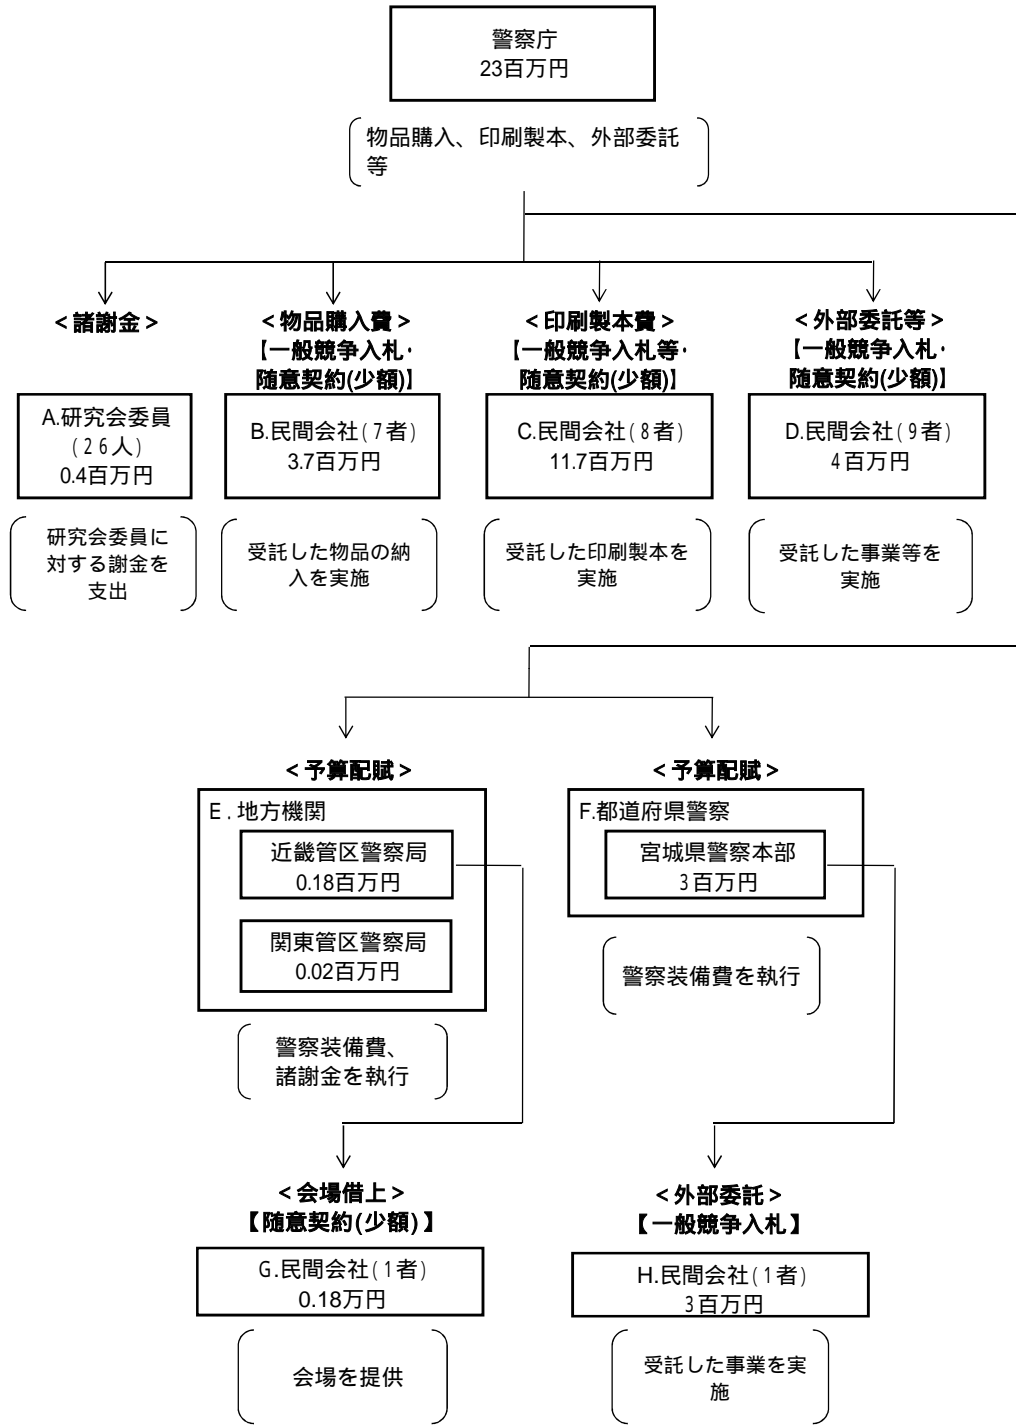 警察庁
23百万円
物品購入、印刷製本、外部委託
等
＜諸謝金＞
A.研究会委員
(26人)
0.4百万円
研究会委員に
対する謝金を
支出
＜物品購入費＞
【一般競争入札・
随意契約(少額)】
B.民間会社(7者)
3.7百万円
受託した物品の納
入を実施
＜印刷製本費＞
【一般競争入札等・
随意契約(少額)】
C.民間会社(8者)
11.7百万円
受託した印刷製本を
実施
＜外部委託等＞
【一般競争入札・
随意契約(少額)】
D.民間会社(9者)
4百万円
受託した事業等を
実施
＜予算配賦＞
E.地方機関
近畿管区警察局
0.18百万円
関東管区警察局
0.02百万円
警察装備費、
諸謝金を執行
＜予算配賦＞
F.都道府県警察
宮城県警察本部
3百万円
警察装備費を執行
＜会場借上＞
【随意契約(少額)】
G.民間会社(1者)
0.18万円
会場を提供
＜外部委託＞
【一般競争入札】
H.民間会社(1者)
3百万円
受託した事業を実
施